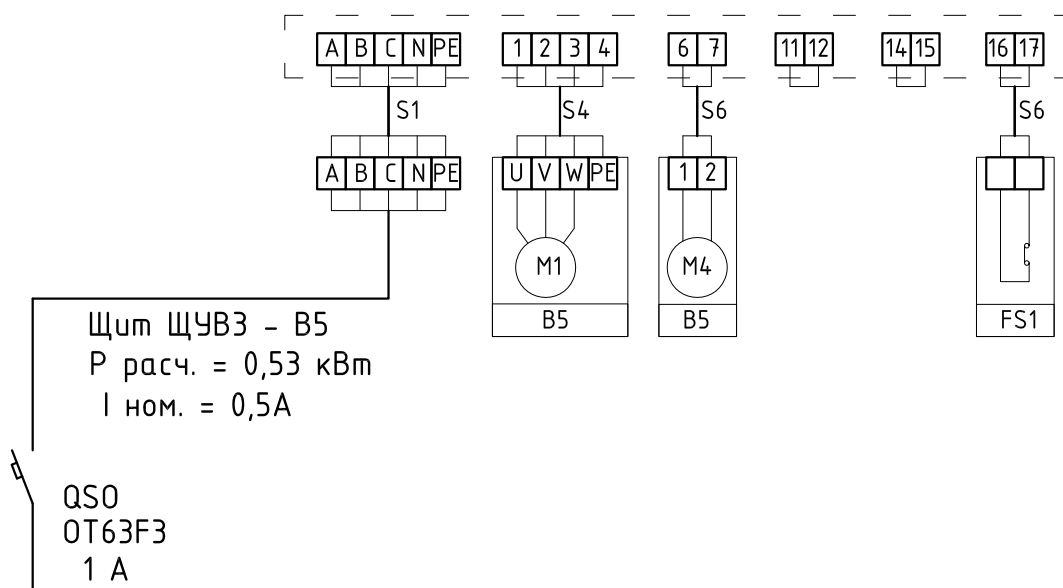 A B C N PE 1 2 3 4 6 7 11 12 14 15 16 17
S1 S4 S6 S6
A B C N PE U V W PE 1 2
M1 M4
B5 B5 FS1
Щит ЩУВ3 - В5
Р расч. = 0,53 кВт
I ном. = 0,5А
QS0
OT63F3
1 А